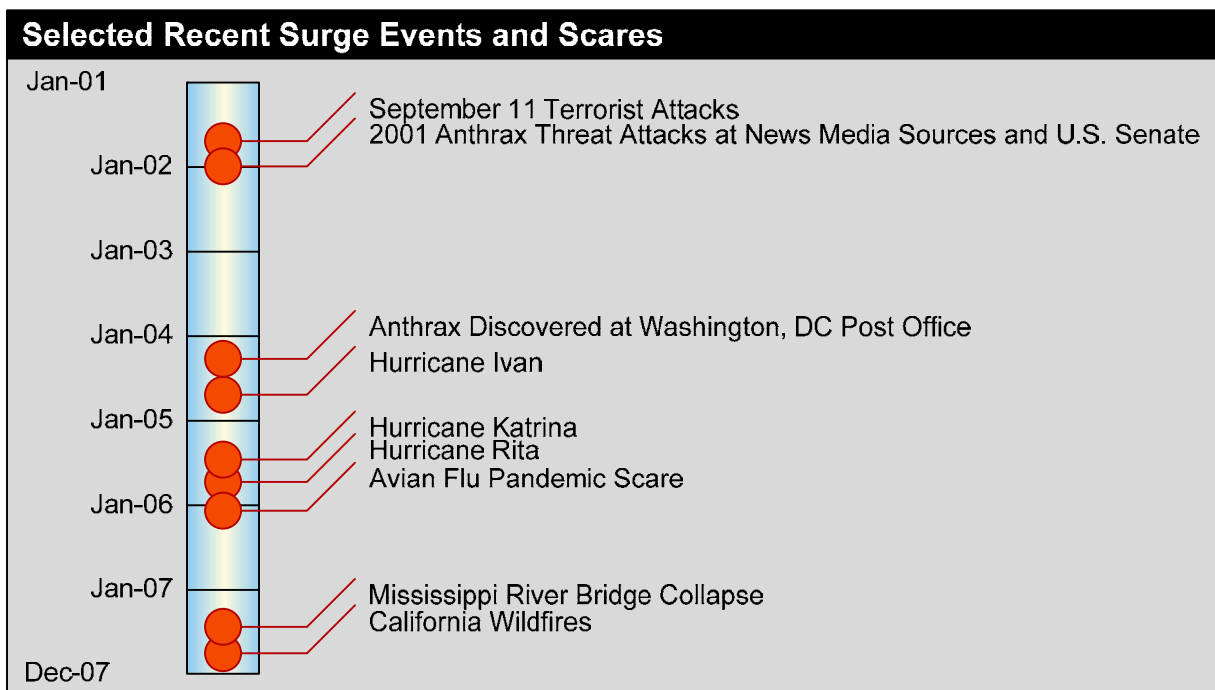 Selected Recent Surge Events and Scares
Jan-01
September 11 Terrorist Attacks
2001 Anthrax Threat Attacks at News Media Sources and U.S. Senate
Jan-02
Jan-03
Jan-04
Anthrax Discovered at Washington, DC Post Office
Hurricane Ivan
Jan-05
Hurricane Katrina
Hurricane Rita
Avian Flu Pandemic Scare
Jan-06
Jan-07
Mississippi River Bridge Collapse
California Wildfires
Dec-07